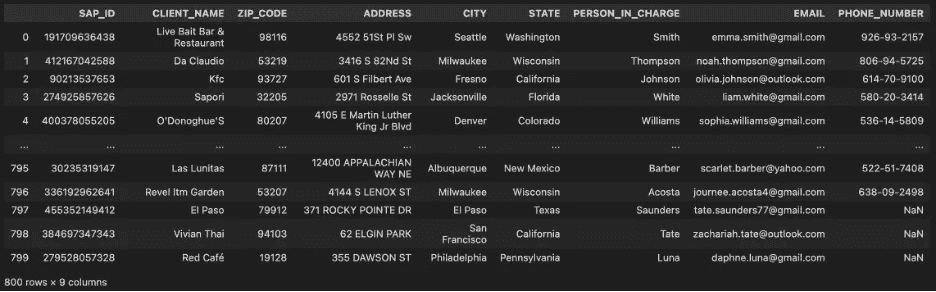 SAP_ID CLIENT_NAME ZIP_CODE ADDRESS CITY STATE PERSON_IN_CHARGE EMAIL PHONE_NUMBER
0 191709636438 Live Bait Bar & Restaurant 98116 4552 51St Pl Sw Seattle Washington Smith emma.smith@gmail.com 926-93-2157
1 412167042588 Da Claudio 53219 3416 S 82Nd St Milwaukee Wisconsin Thompson noah.thompson@gmail.com 806-94-5725
2 90213537653 Kfc 93727 601 S Filbert Ave Fresno California Johnson olivia.johnson@outlook.com 614-70-9100
3 274925857626 Sapori 32205 2971 Rosselle St Jacksonville Florida White liam.white@gmail.com 580-20-3414
4 400378055205 O'Donoghue'S 80207 4105 E Martin Luther King Jr Blvd Denver Colorado Williams sophia.williams@gmail.com 536-14-5809
... ... ... ... ... ... ... ... ... ...
795 30235319147 Las Lunitas 87111 12400 APPALACHIAN WAY NE Albuquerque New Mexico Barber scarlet.barber@yahoo.com 522-51-7408
796 336192962641 Revel Itm Garden 53207 4144 S LENOX ST Milwaukee Wisconsin Acosta journee.acosta4@gmail.com 638-09-2498
797 455352149412 El Paso 79912 371 ROCKY POINTE DR El Paso Texas Saunders tate.saunders77@gmail.com NaN
798 384697347343 Vivian Thai 94103 62 ELGIN PARK San Francisco California Tate zachariah.tate@outlook.com NaN
799 279528057328 Red Café 19128 355 DAWSON ST Philadelphia Pennsylvania Luna daphne.luna@gmail.com NaN
800 rows × 9 columns